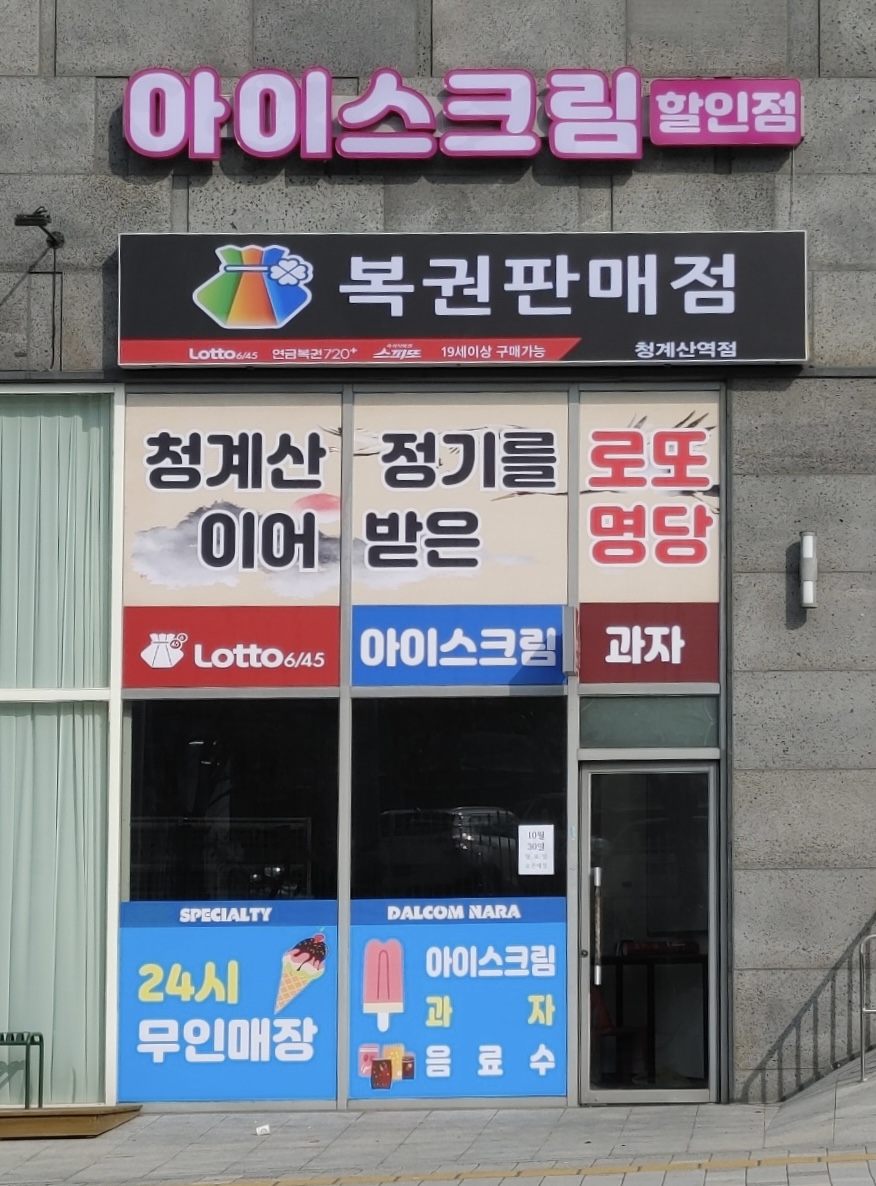 아이스크림 할인점
복권판매점
Lotto6/45 연금복권720+ 스피또 19세이상 구매가능 청계산역점
청계산 정기를 로또
이어 받은 명당
Lotto6/45 아이스크림 과자
10월
30일
SPECIALTY
24시
무인매장
DALCOM NARA
아이스크림
과 자
음 료 수